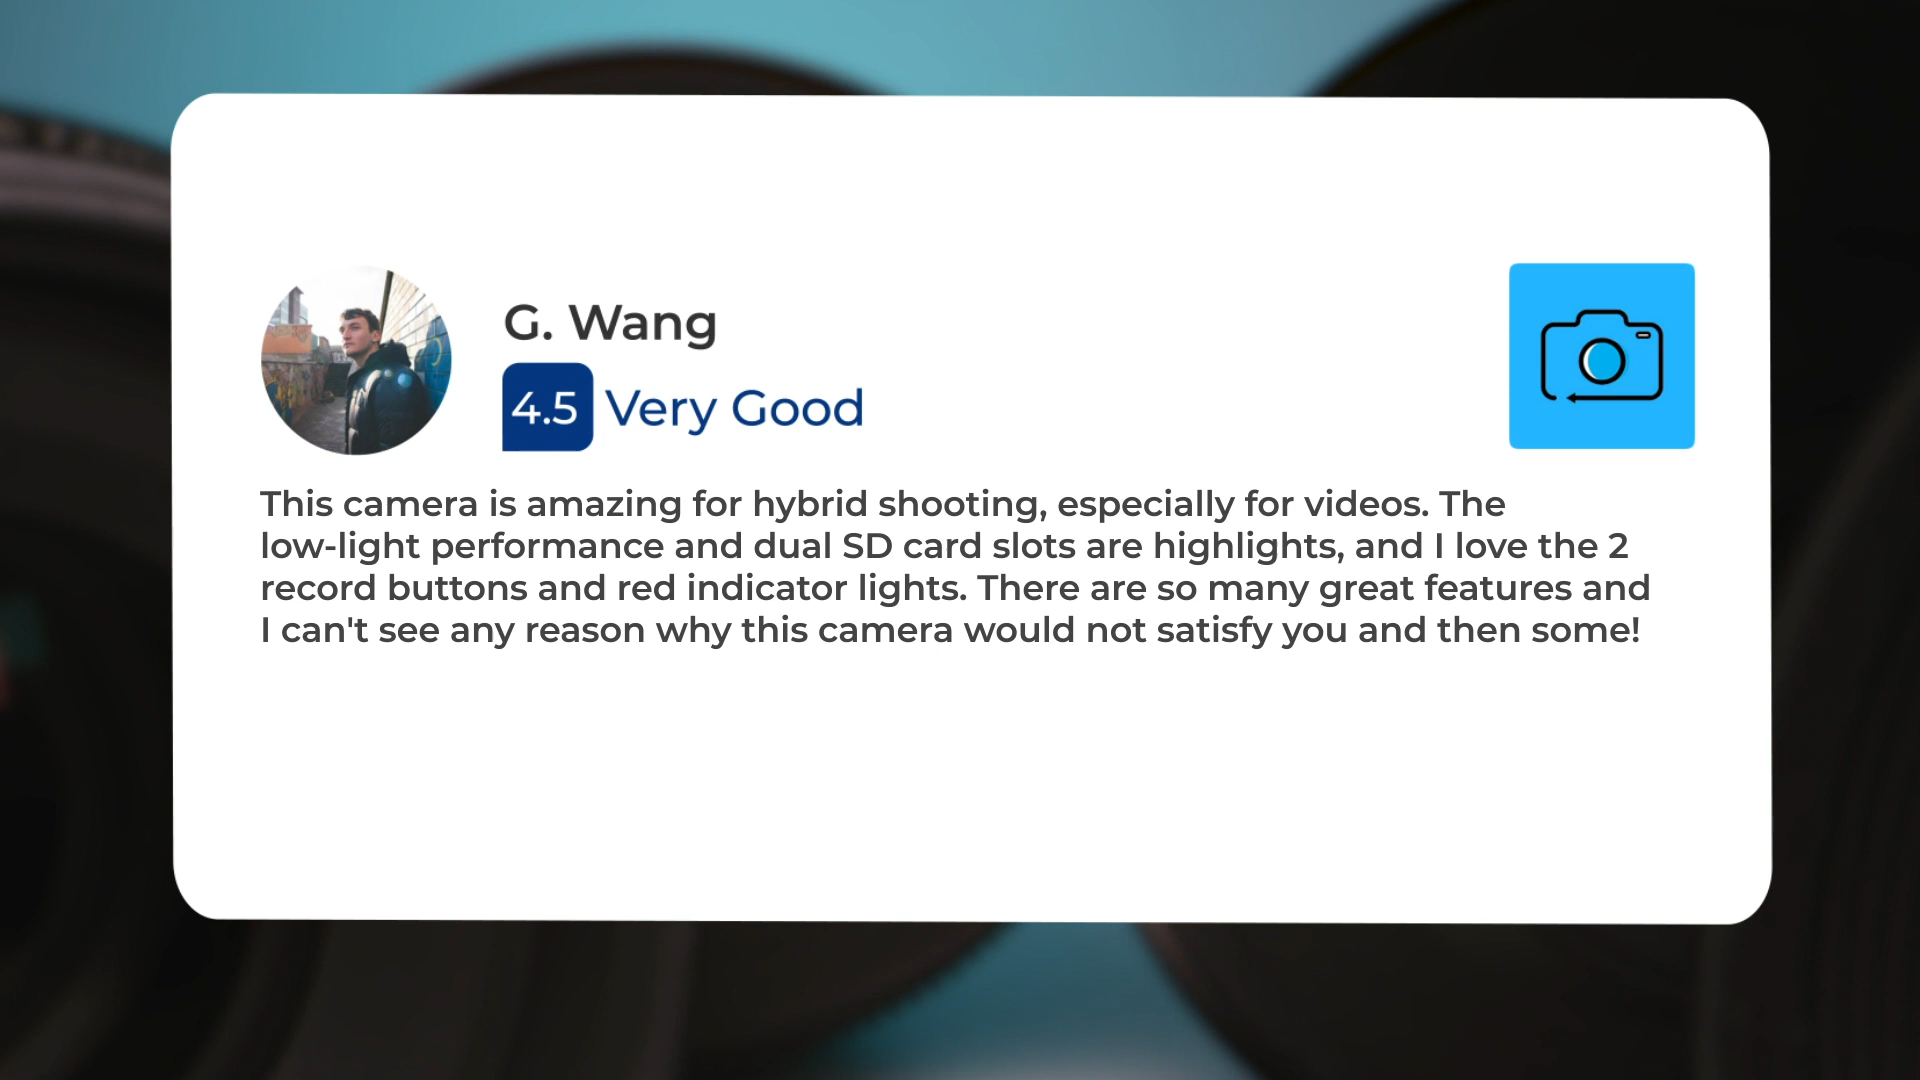 G. Wang
4.5 Very Good
This camera is amazing for hybrid shooting, especially for videos. The
low-light performance and dual SD card slots are highlights, and I love the 2
record buttons and red indicator lights. There are so many great features and
I can't see any reason why this camera would not satisfy you and then some!